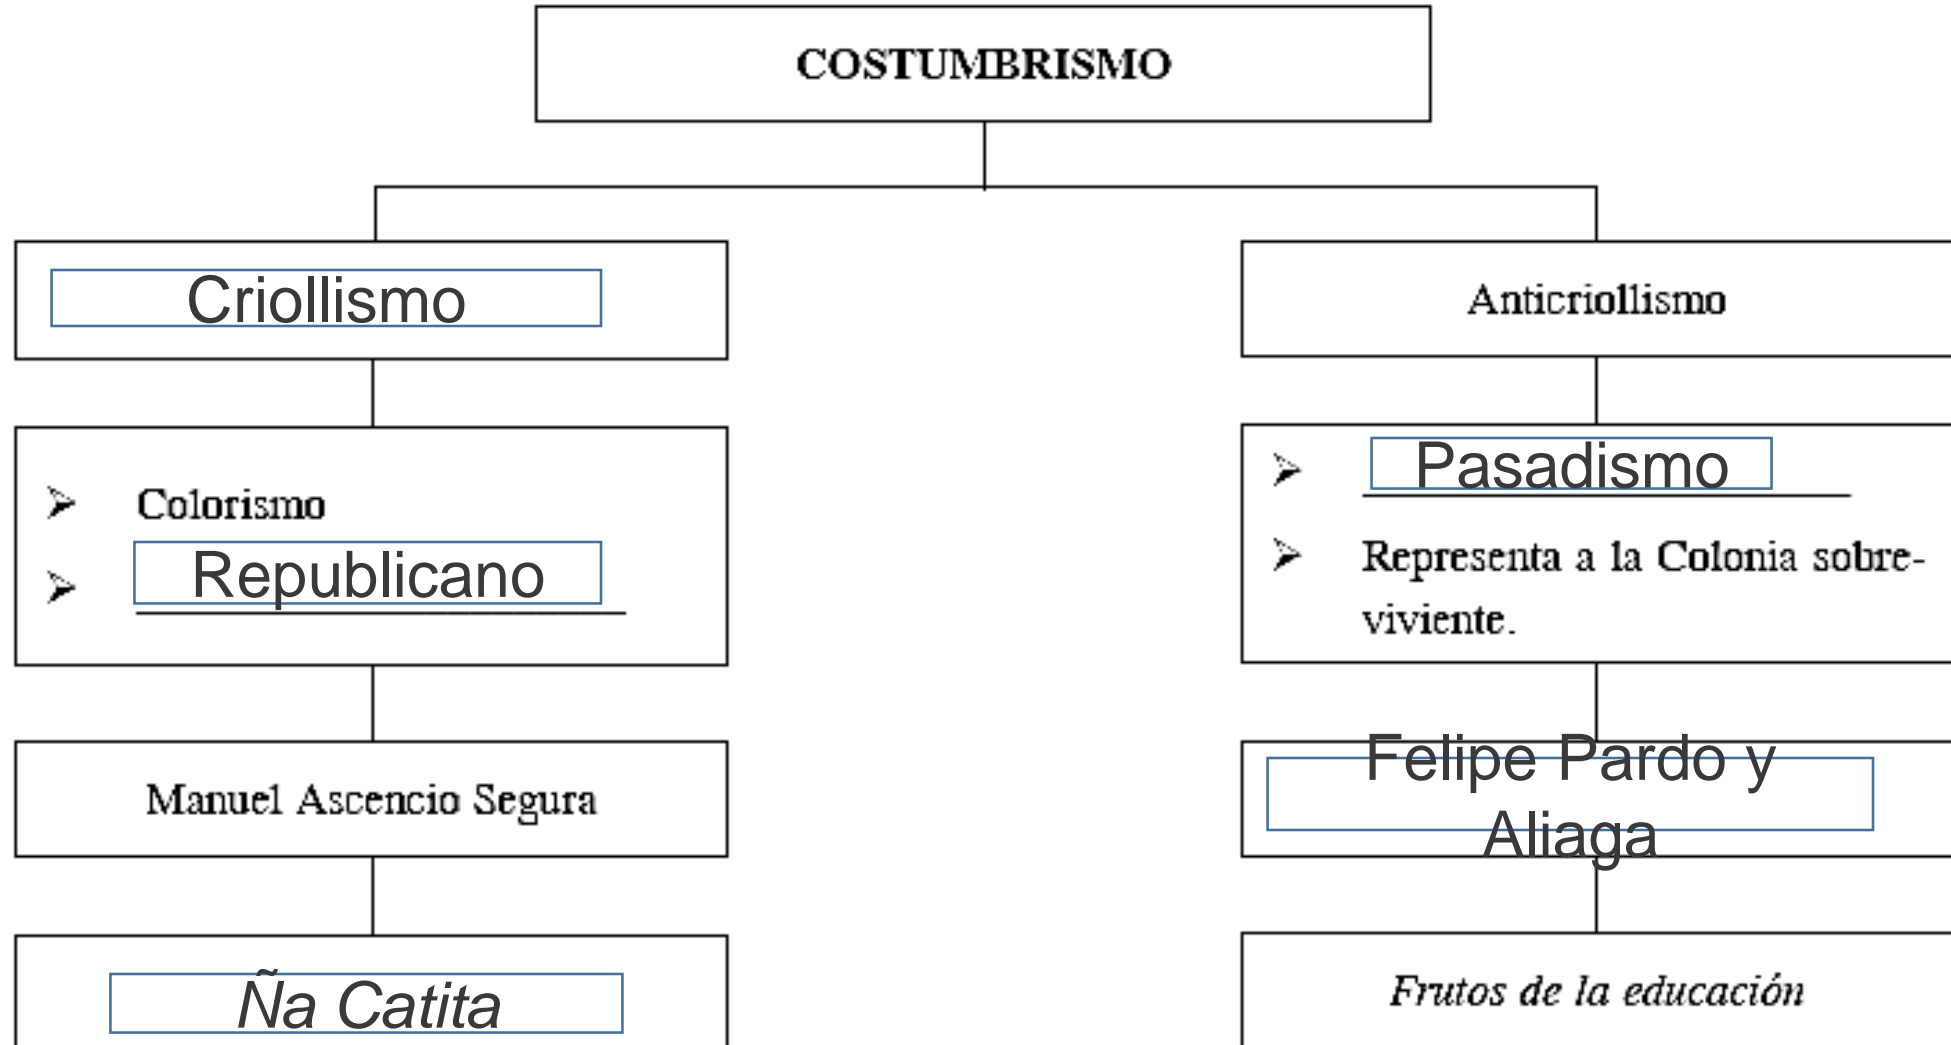 COSTUMBRISMO
Criollismo
Anticriollismo
➢ Colorismo
➢ Republicano
➢ Pasadismo
➢ Representa a la Colonia sobre-
viviente.
Manuel Ascencio Segura
Felipe Pardo y
Aliaga
Ña Catita
Frutos de la educación